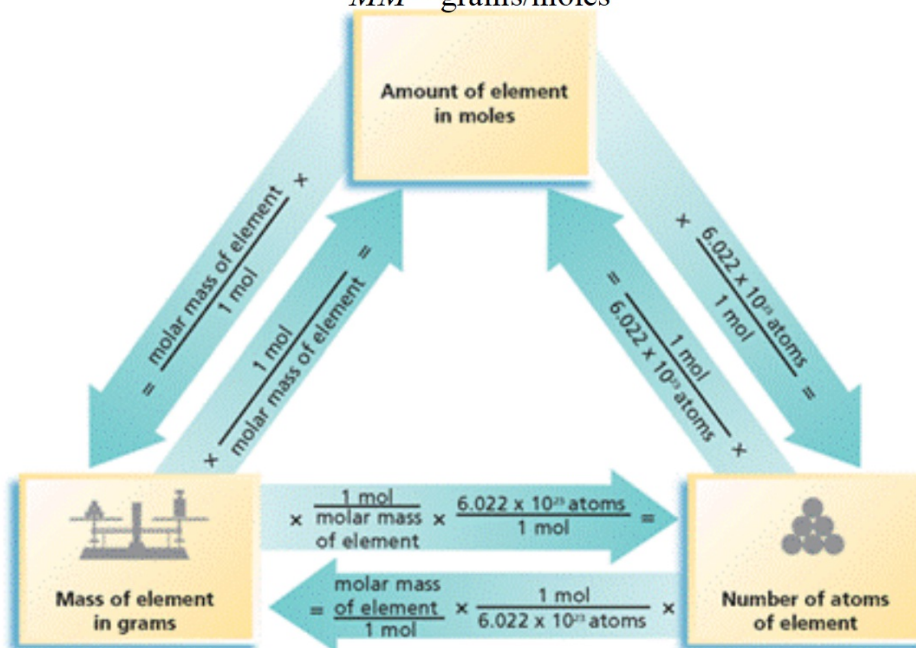 MM = grams/moles
Amount of element
in moles
molar mass of element
1 mol
×
=
1 mol
molar mass of element
×
=
× 6.022 x 10²³ atoms
1 mol
=
1 mol
6.022 x 10²³ atoms
×
=
× 1 mol
molar mass
of element
× 6.022 x 10²³ atoms
1 mol
=
= molar mass
of element
1 mol
× 1 mol
6.022 x 10²³ atoms
×
Mass of element
in grams
Number of atoms
of element